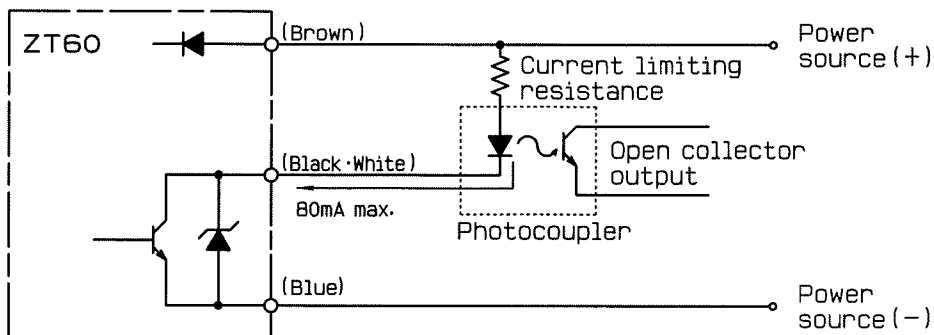 ZT60
(Brown)
Power
source(+)
Current limiting
resistance
(Black·White)
80mA max.
Open collector
output
Photocoupler
(Blue)
Power
source(-)